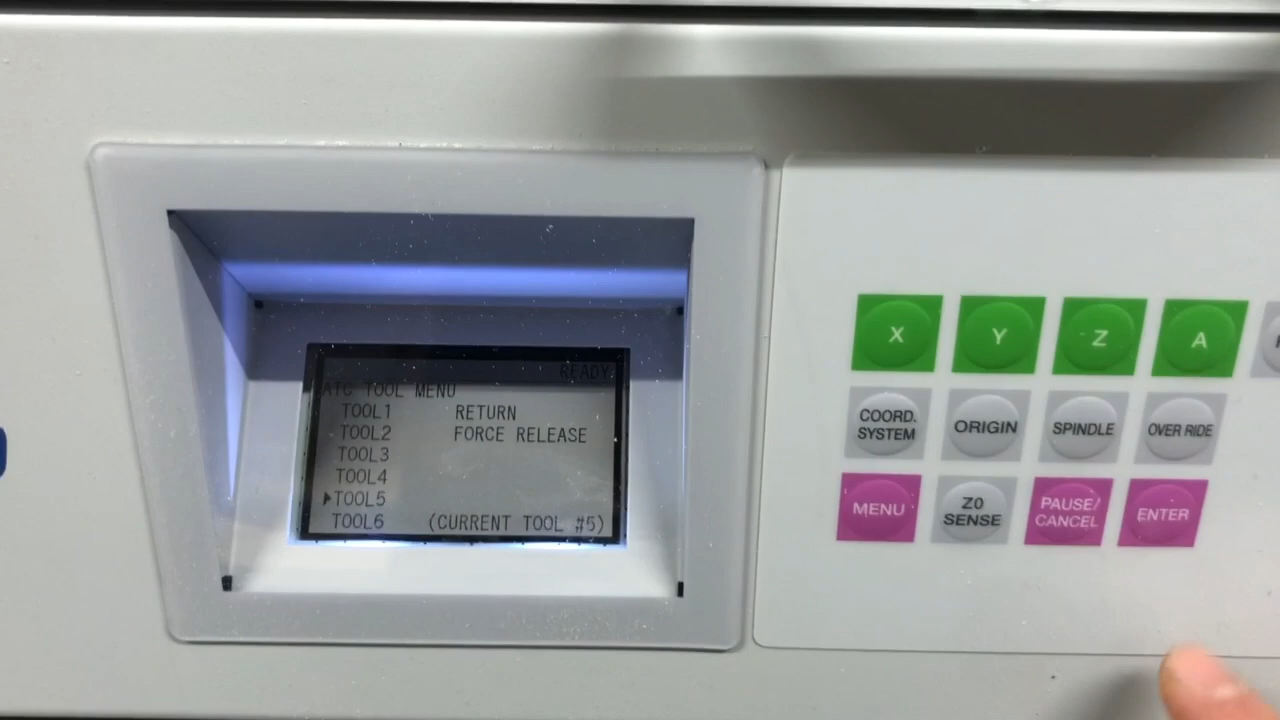 READY
ATC TOOL MENU
TOOL1 RETURN
TOOL2 FORCE RELEASE
TOOL3
TOOL4
TOOL5
TOOL6 (CURRENT TOOL #5)
X Y Z A
COORD. SYSTEM ORIGIN SPINDLE OVER RIDE
MENU Z0 SENSE PAUSE/ CANCEL ENTER